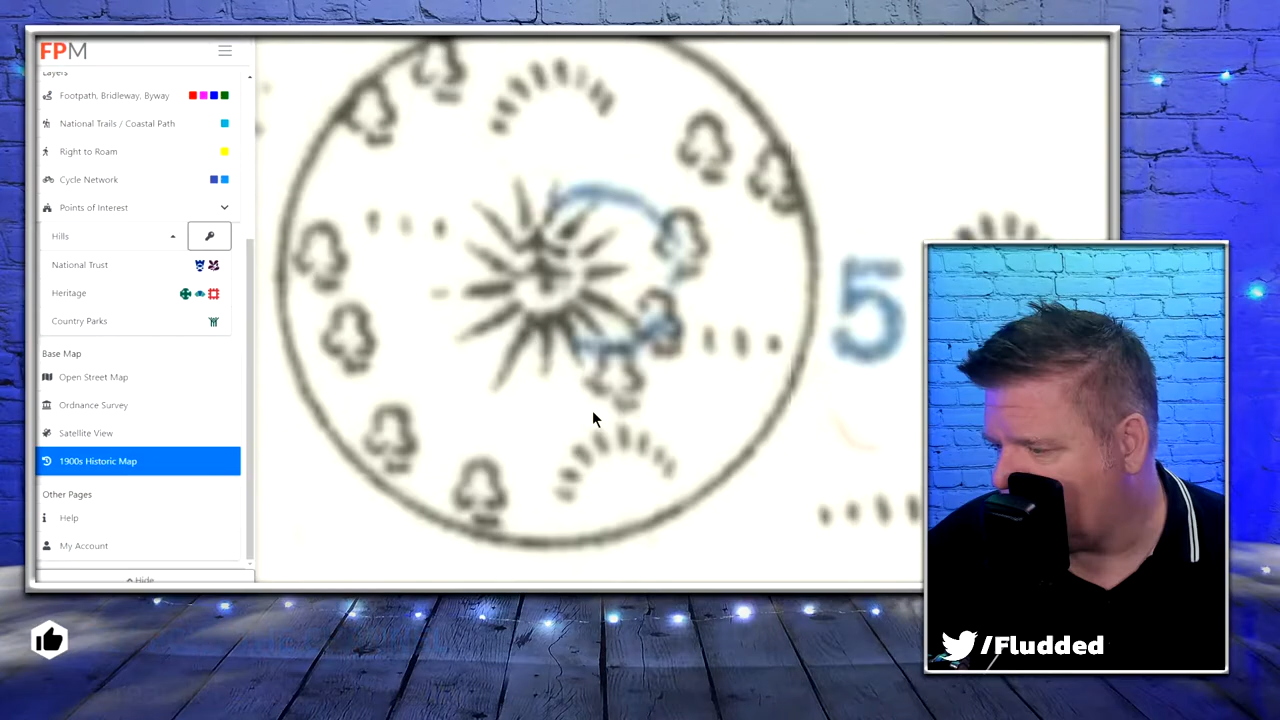 FPM
Layers
Footpath, Bridleway, Byway
National Trails / Coastal Path
Right to Roam
Cycle Network
Points of Interest
Hills
National Trust
Heritage
Country Parks
Base Map
Open Street Map
Ordnance Survey
Satellite View
1900s Historic Map
Other Pages
Help
My Account
Hide
5
/Fludded